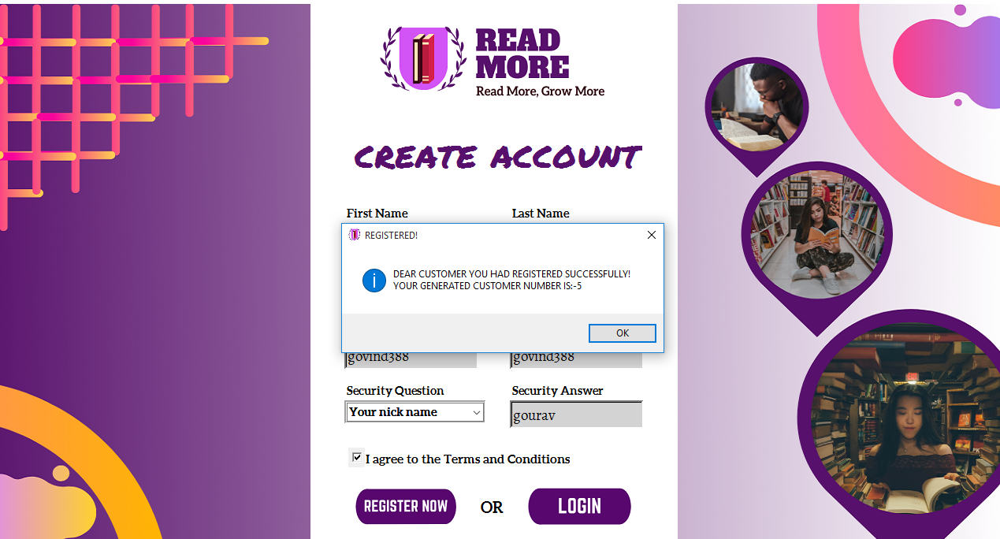 READ
MORE
Read More, Grow More
CREATE ACCOUNT
First Name Last Name
REGISTERED!
DEAR CUSTOMER YOU HAD REGISTERED SUCCESSFULLY!
YOUR GENERATED CUSTOMER NUMBER IS:-5
OK
govind388 govind388
Security Question Security Answer
Your nick name gourav
I agree to the Terms and Conditions
REGISTER NOW OR LOGIN